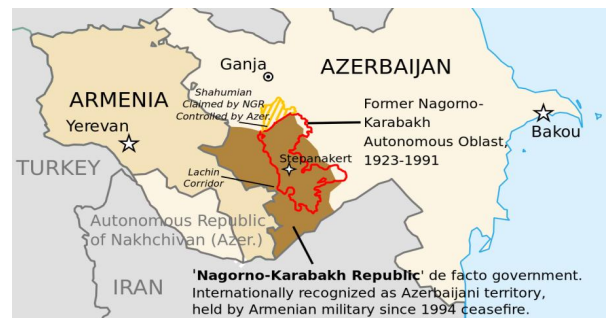 Ganja
AZERBAIJAN
Shahumian
Claimed by NGR
Controlled by Azer.
ARMENIA
Yerevan
Former Nagorno-
Karabakh
Autonomous Oblast,
1923-1991
Bakou
Stepanakert
TURKEY
Lachin
Corridor
Autonomous Republic
of Nakhchivan (Azer.)
IRAN
'Nagorno-Karabakh Republic' de facto government.
Internationally recognized as Azerbaijani territory,
held by Armenian military since 1994 ceasefire.